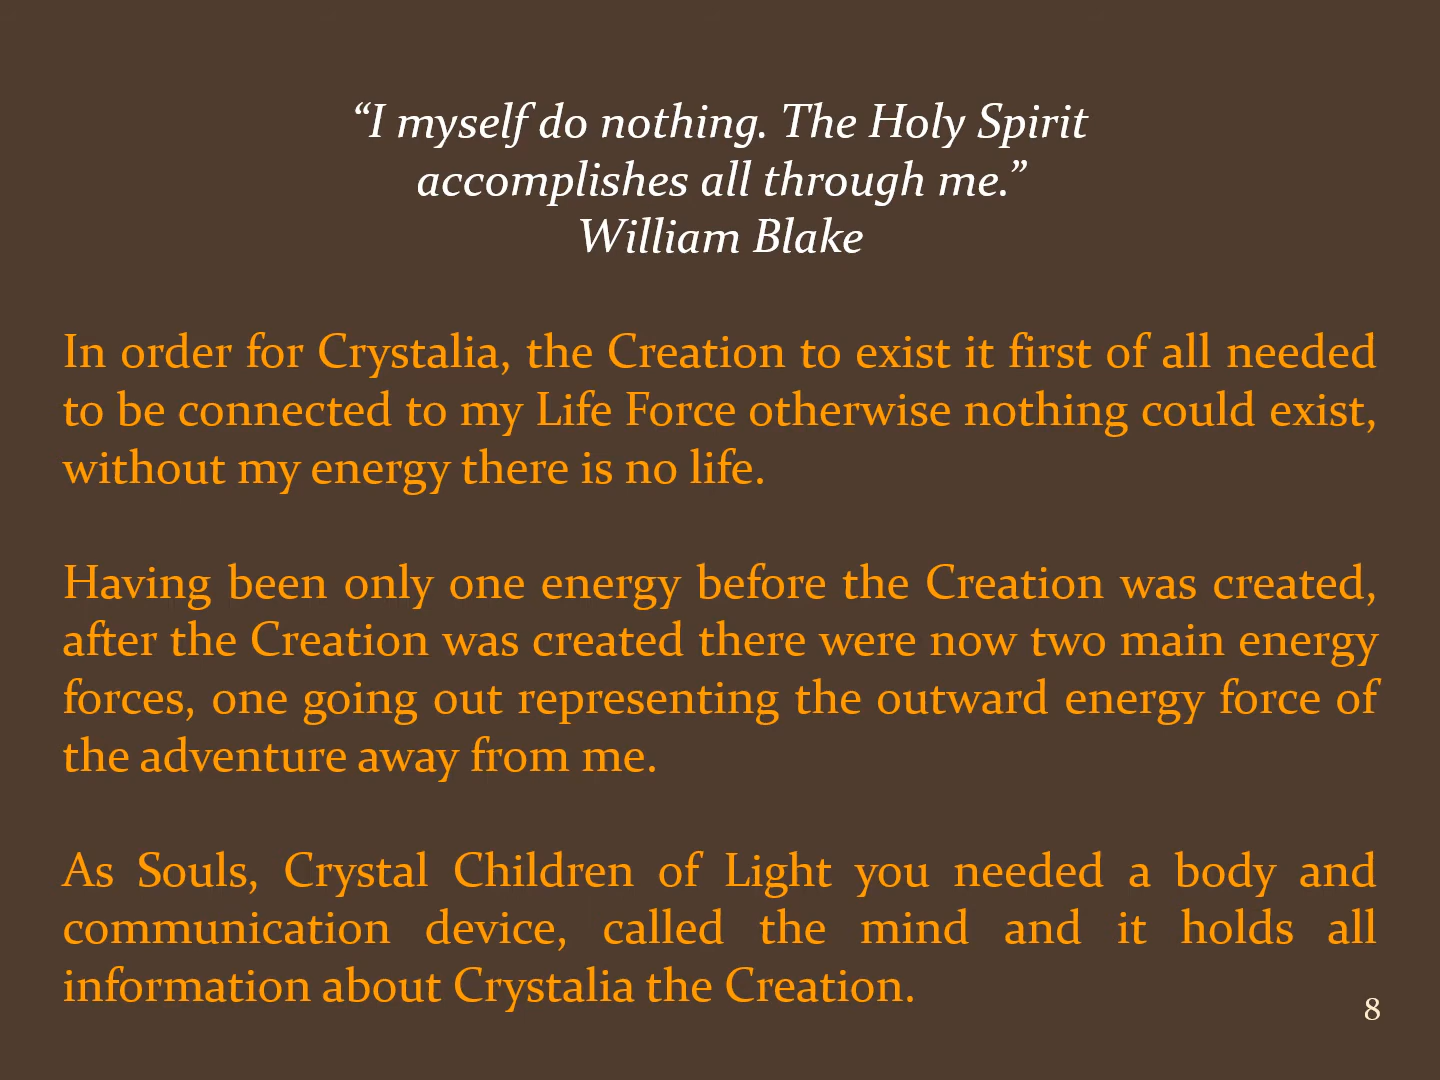 “I myself do nothing. The Holy Spirit
accomplishes all through me.”
William Blake
In order for Crystalia, the Creation to exist it first of all needed
to be connected to my Life Force otherwise nothing could exist,
without my energy there is no life.
Having been only one energy before the Creation was created,
after the Creation was created there were now two main energy
forces, one going out representing the outward energy force of
the adventure away from me.
As Souls, Crystal Children of Light you needed a body and
communication device, called the mind and it holds all
information about Crystalia the Creation.
8